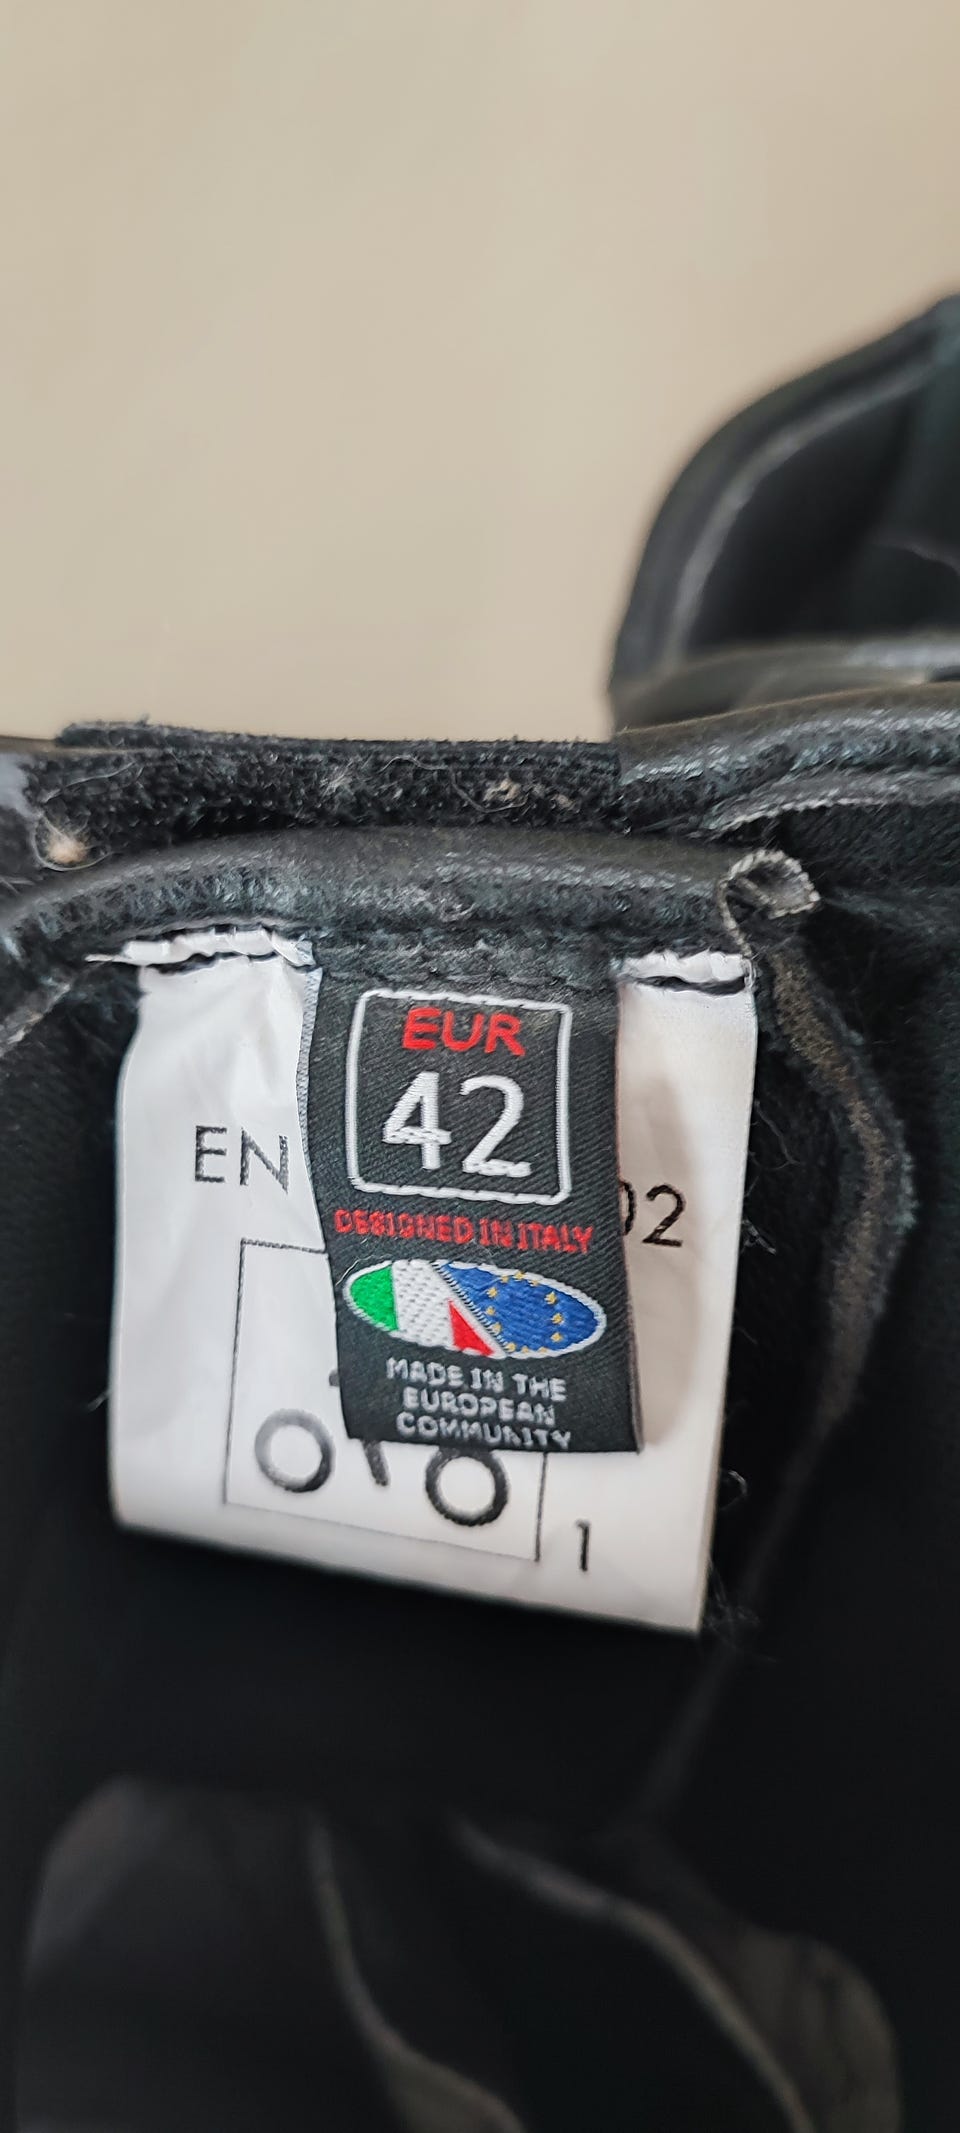 EUR
42
EN
02
DESIGNED IN ITALY
MADE IN THE
EUROPEAN
COMMUNITY
1